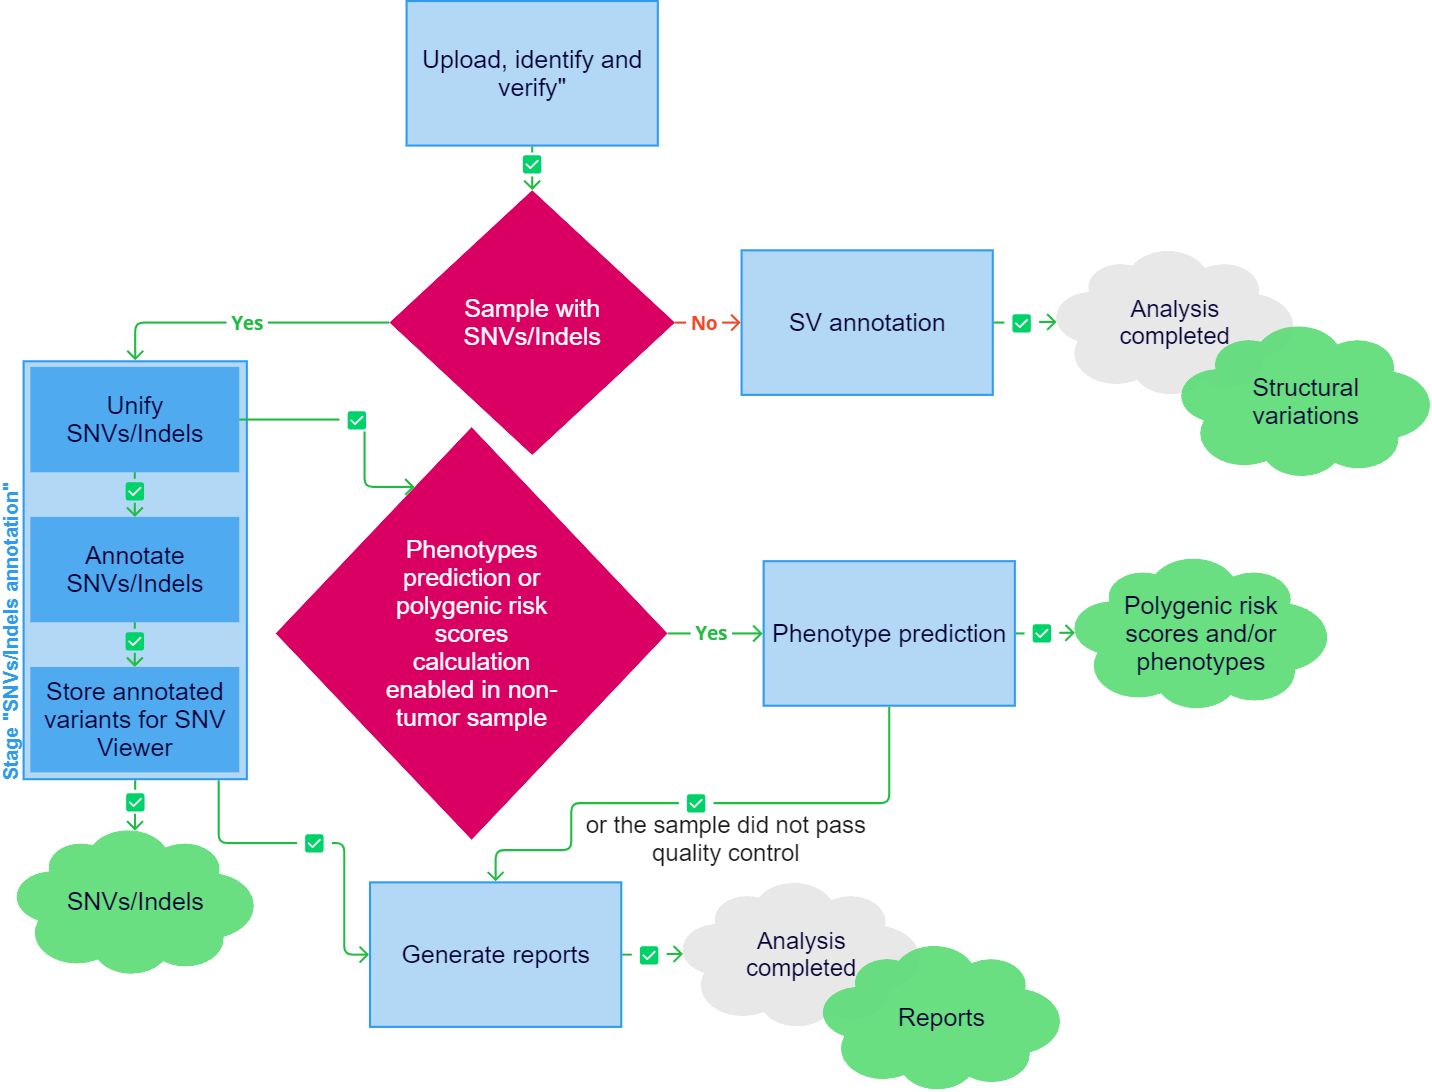 Upload, identify and
verify"
Sample with
SNVs/Indels
Yes
No
SV annotation
Analysis
completed
Structural
variations
Stage "SNVs/Indels annotation"
Unify
SNVs/Indels
Annotate
SNVs/Indels
Store annotated
variants for SNV
Viewer
Phenotypes
prediction or
polygenic risk
scores
calculation
enabled in non-
tumor sample
Yes
Phenotype prediction
Polygenic risk
scores and/or
phenotypes
or the sample did not pass
quality control
SNVs/Indels
Generate reports
Analysis
completed
Reports